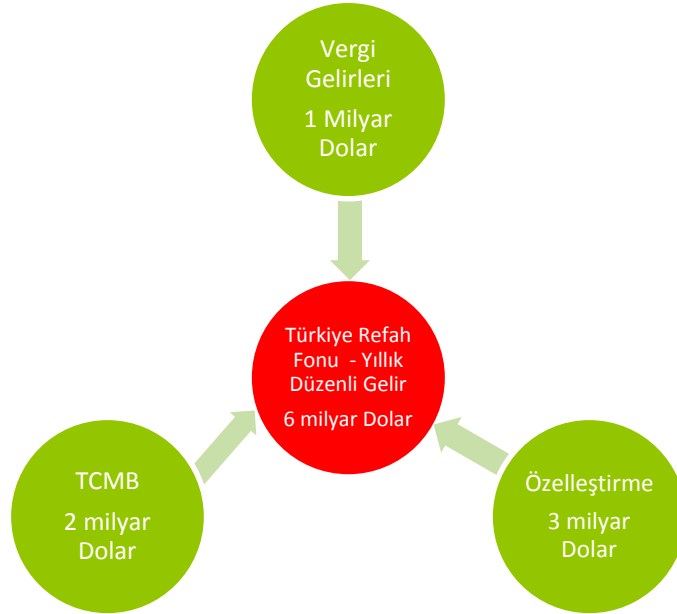 Vergi
Gelirleri
1 Milyar
Dolar
Türkiye Refah
Fonu - Yıllık
Düzenli Gelir
6 milyar Dolar
TCMB
2 milyar
Dolar
Özelleştirme
3 milyar
Dolar